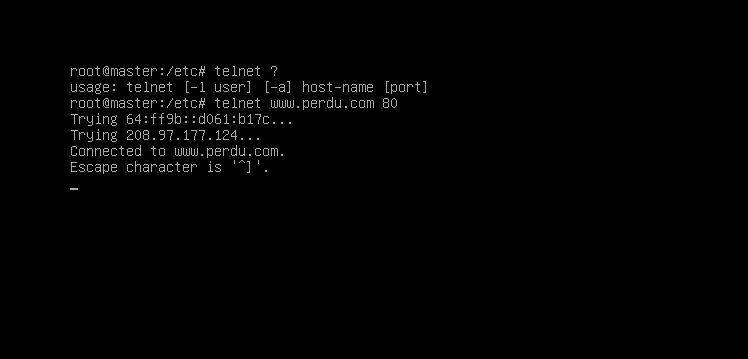 root@master:/etc# telnet ?
usage: telnet [-l user] [-a] host-name [port]
root@master:/etc# telnet www.perdu.com 80
Trying 64:ff9b::d061:b17c...
Trying 208.97.177.124...
Connected to www.perdu.com.
Escape character is '^]'.